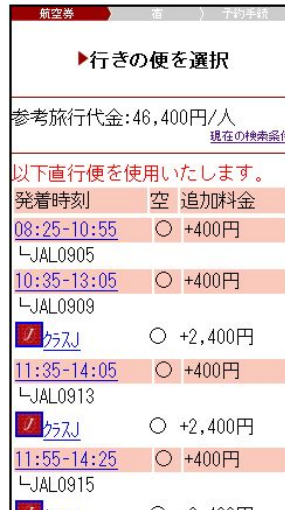 航空券 〉 宿 〉 予約手続
▶行きの便を選択
参考旅行代金:46,400円/人
現在の検索条件
以下直行便を使用いたします。
発着時刻 空 追加料金
08:25-10:55 ○ +400円
└JAL0905
10:35-13:05 ○ +400円
└JAL0909
J クラスJ ○ +2,400円
11:35-14:05 ○ +400円
└JAL0913
J クラスJ ○ +2,400円
11:55-14:25 ○ +400円
└JAL0915